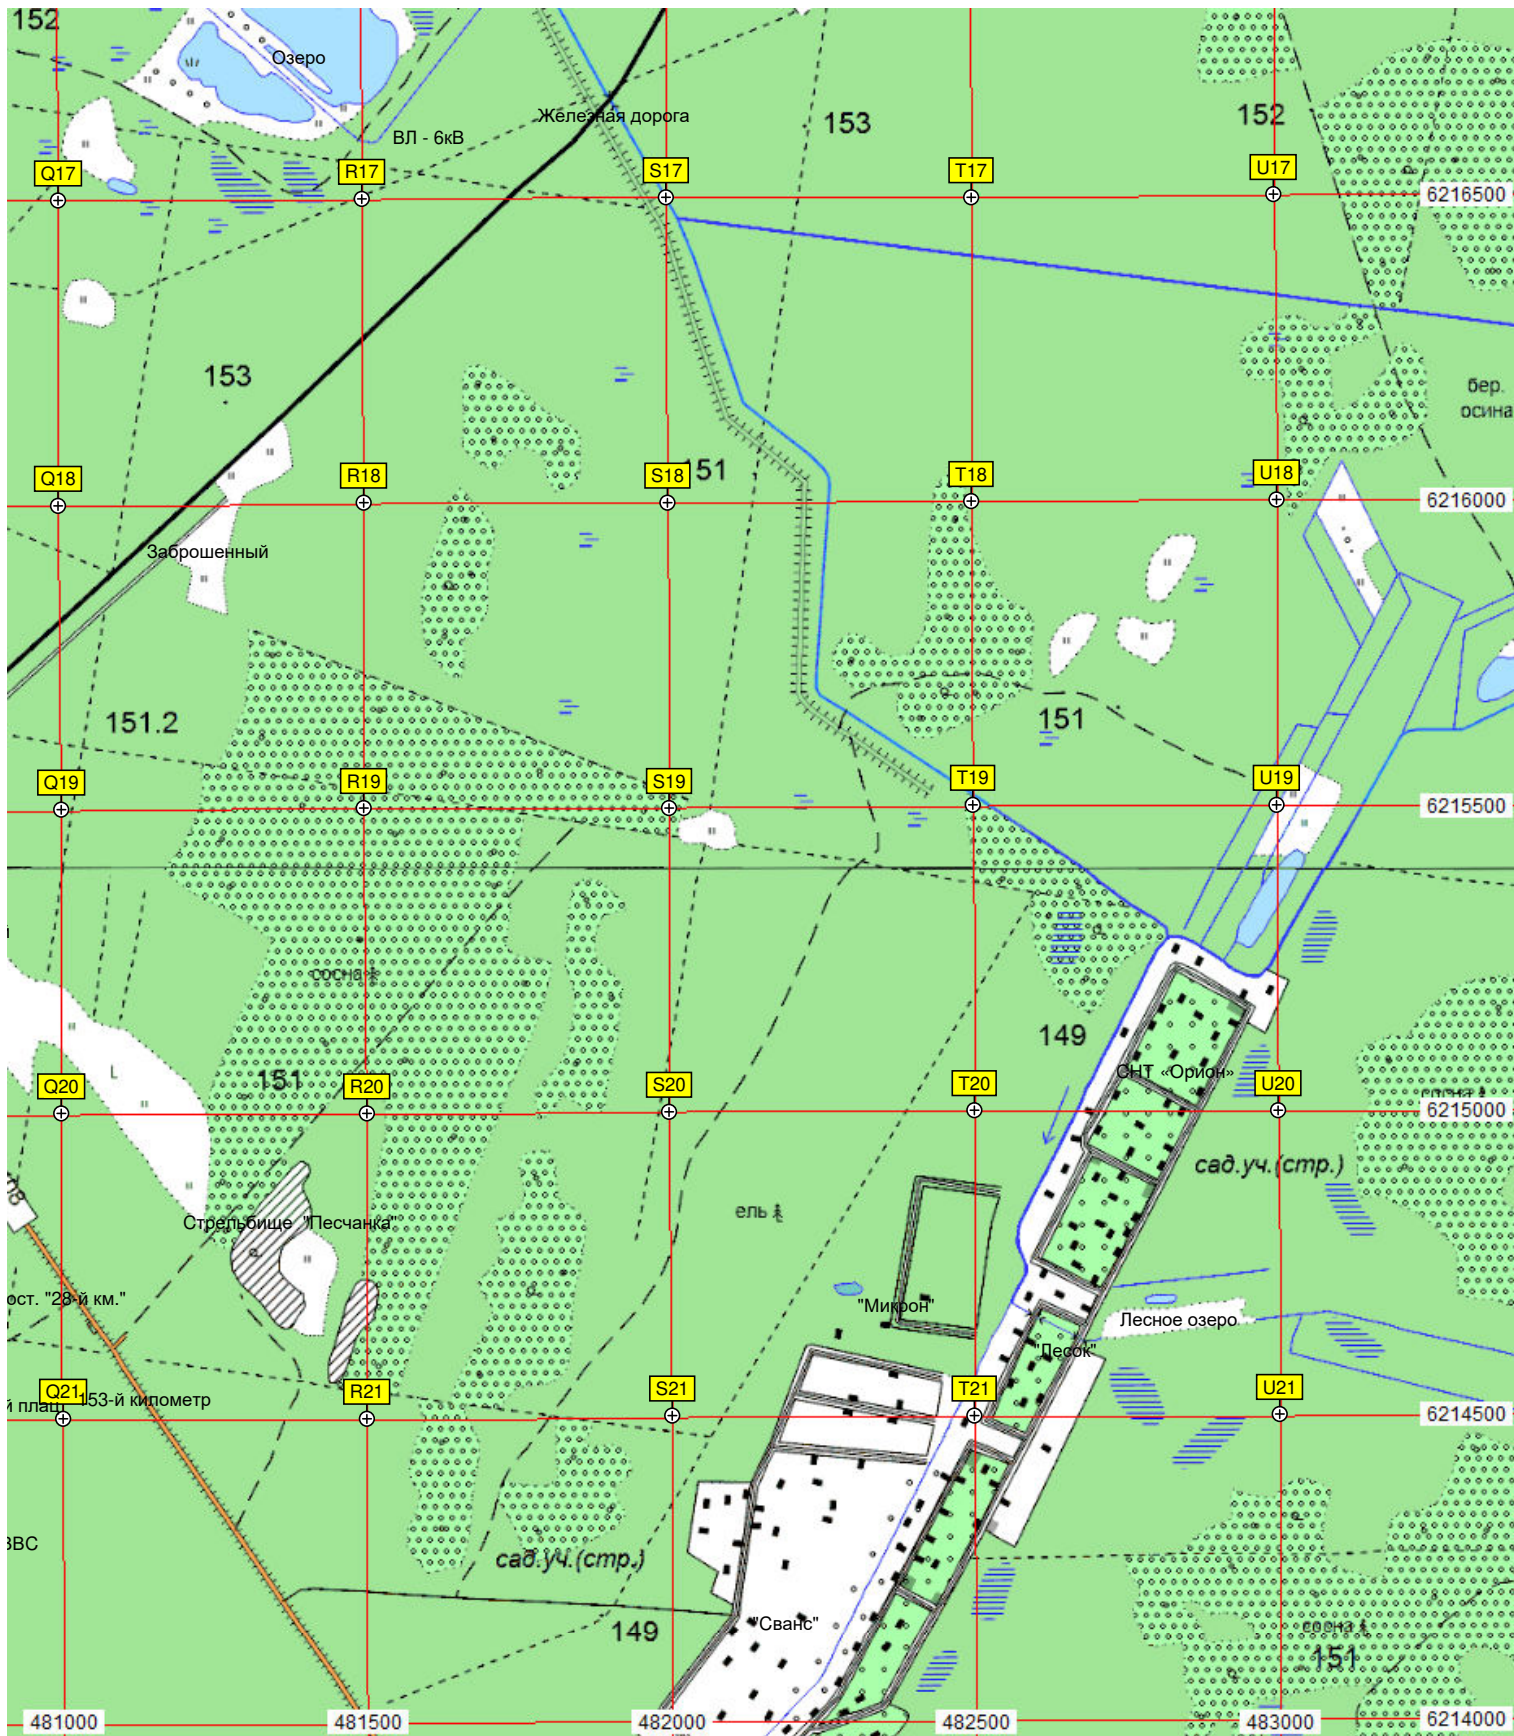 152
Озеро
Железная дорога
ВЛ - 6кВ
153
152
Q17
R17
S17
T17
U17
6216500
153
бер.
осина
Q18
R18
S18
151
T18
U18
6216000
Заброшенный
151.2
151
Q19
R19
S19
T19
U19
6215500
й
сосна
149
151
СНТ «Орион»
Q20
R20
S20
T20
U20
сосна
6215000
сад.уч.(стр.)
ель
Стрельбище "Песчанка"
ост. "28-й км."
"Микрон"
Лесное озеро
"Лесок"
Q21
153-й километр
й плац
R21
S21
T21
U21
6214500
ВВС
сад.уч.(стр.)
149
"Сванс"
сосна
151
481000
481500
482000
482500
483000
6214000